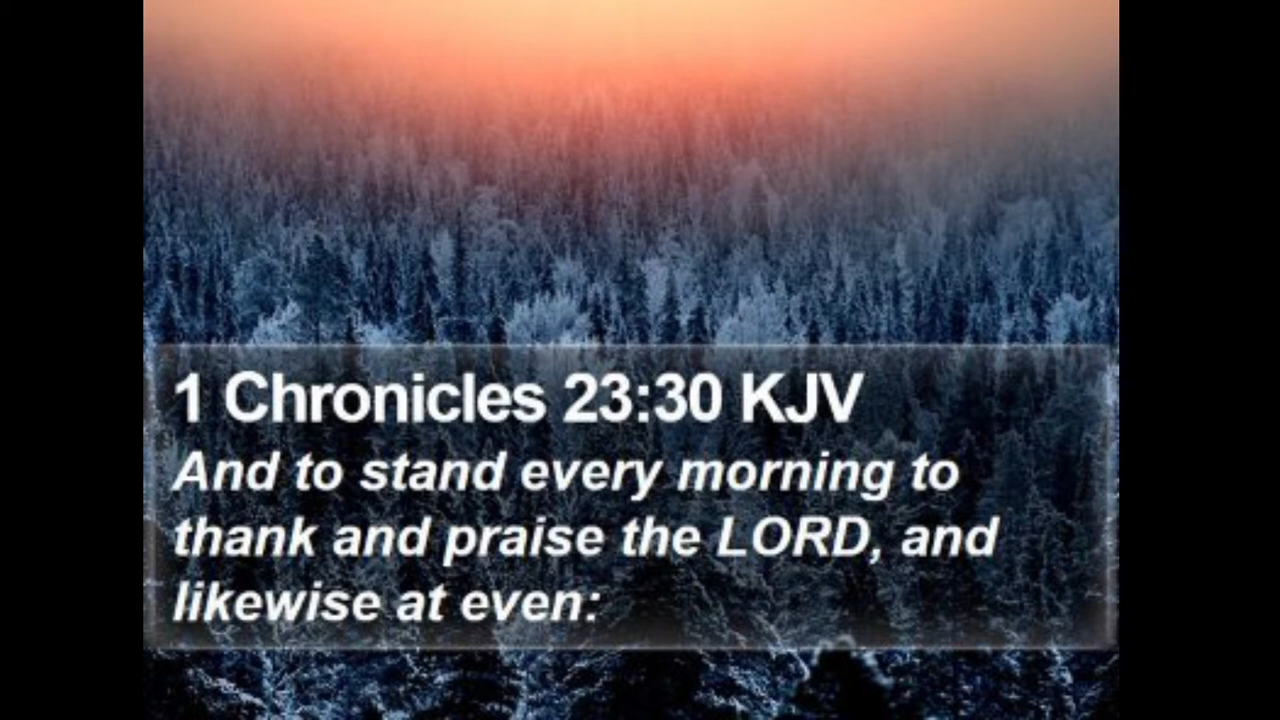 1 Chronicles 23:30 KJV
And to stand every morning to
thank and praise the LORD, and
likewise at even: